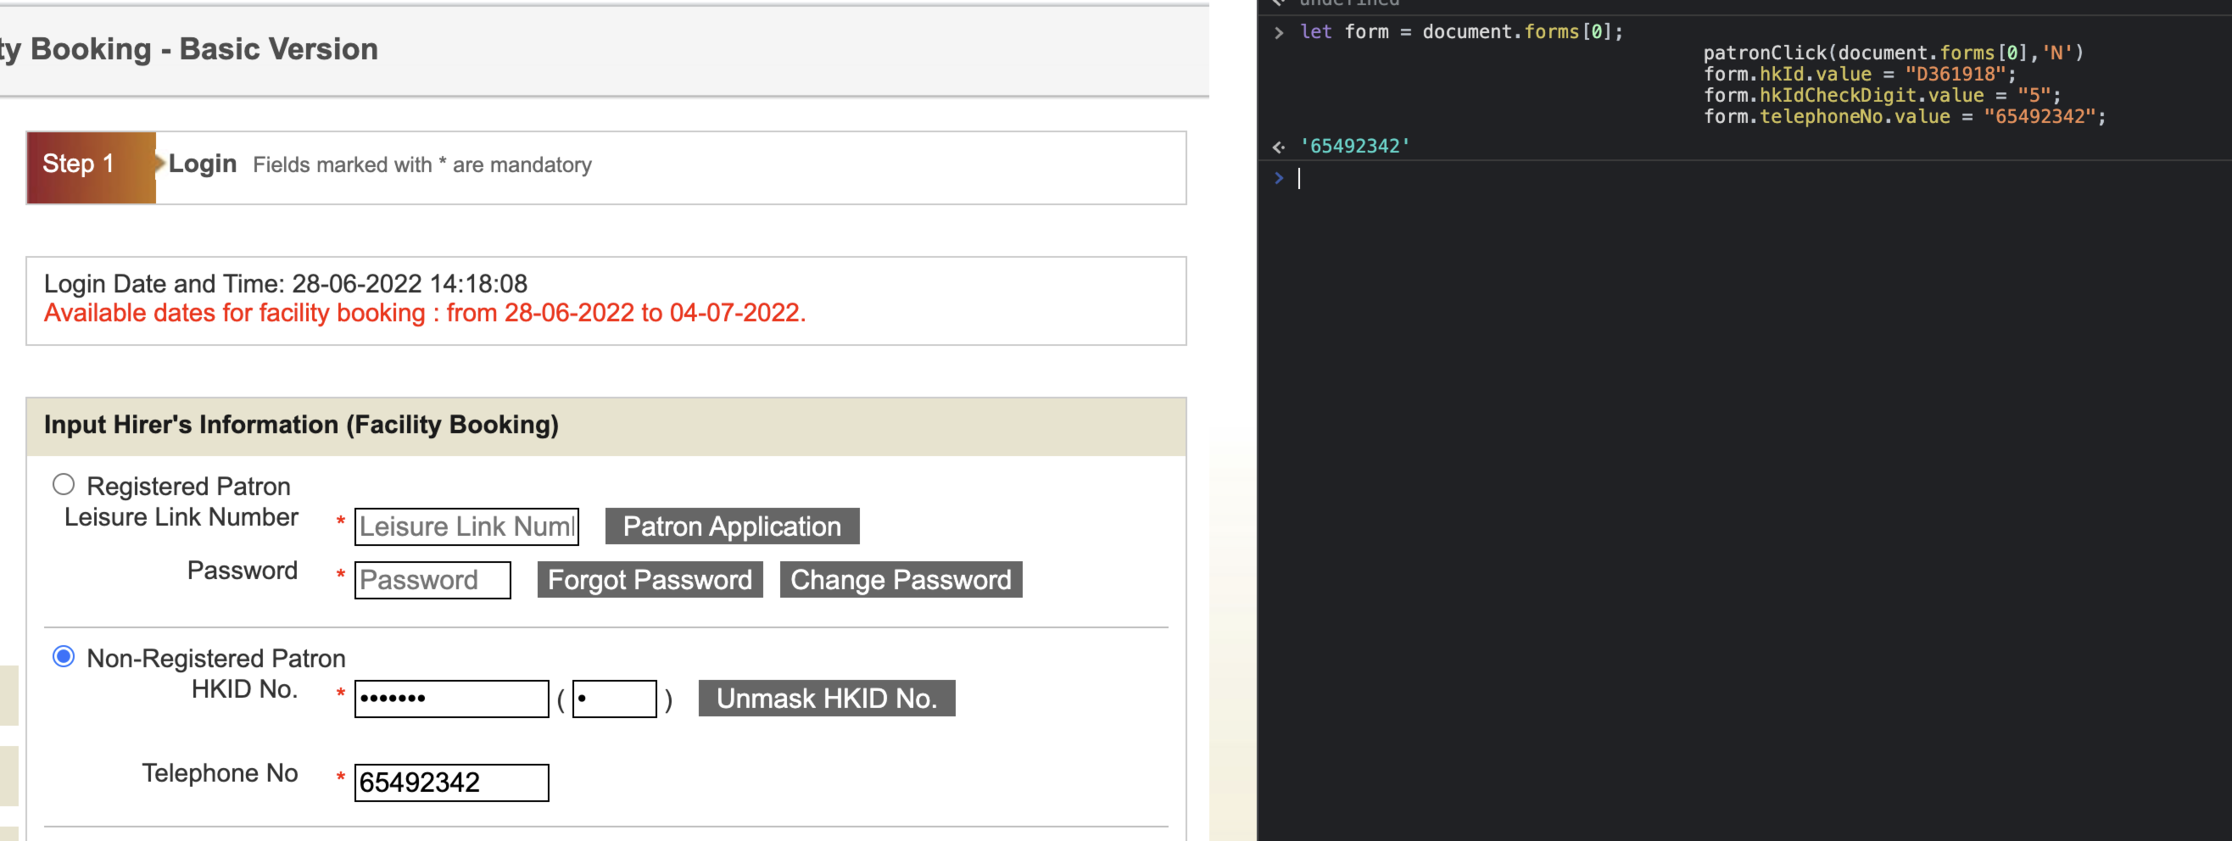 ty Booking - Basic Version
Step 1 Login Fields marked with * are mandatory
Login Date and Time: 28-06-2022 14:18:08
Available dates for facility booking : from 28-06-2022 to 04-07-2022.
Input Hirer's Information (Facility Booking)
Registered Patron
Leisure Link Number * Leisure Link Num Patron Application
Password * Password Forgot Password Change Password
Non-Registered Patron
HKID No. * ••••••• ( • ) Unmask HKID No.
Telephone No * 65492342
undefined
> let form = document.forms[0];
patronClick(document.forms[0],'N')
form.hkId.value = "D361918";
form.hkIdCheckDigit.value = "5";
form.telephoneNo.value = "65492342";
'65492342'
>